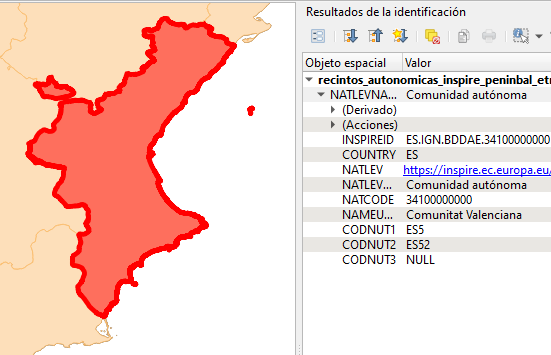 Resultados de la identificación
Objeto espacial Valor
recintos_autonomicas_inspire_peninbal_etr
NATLEVNA... Comunidad autónoma
(Derivado)
(Acciones)
INSPIREID ES.IGN.BDDAE.34100000000
COUNTRY ES
NATLEV https://inspire.ec.europa.eu/
NATLEV... Comunidad autónoma
NATCODE 34100000000
NAMEU... Comunitat Valenciana
CODNUT1 ES5
CODNUT2 ES52
CODNUT3 NULL